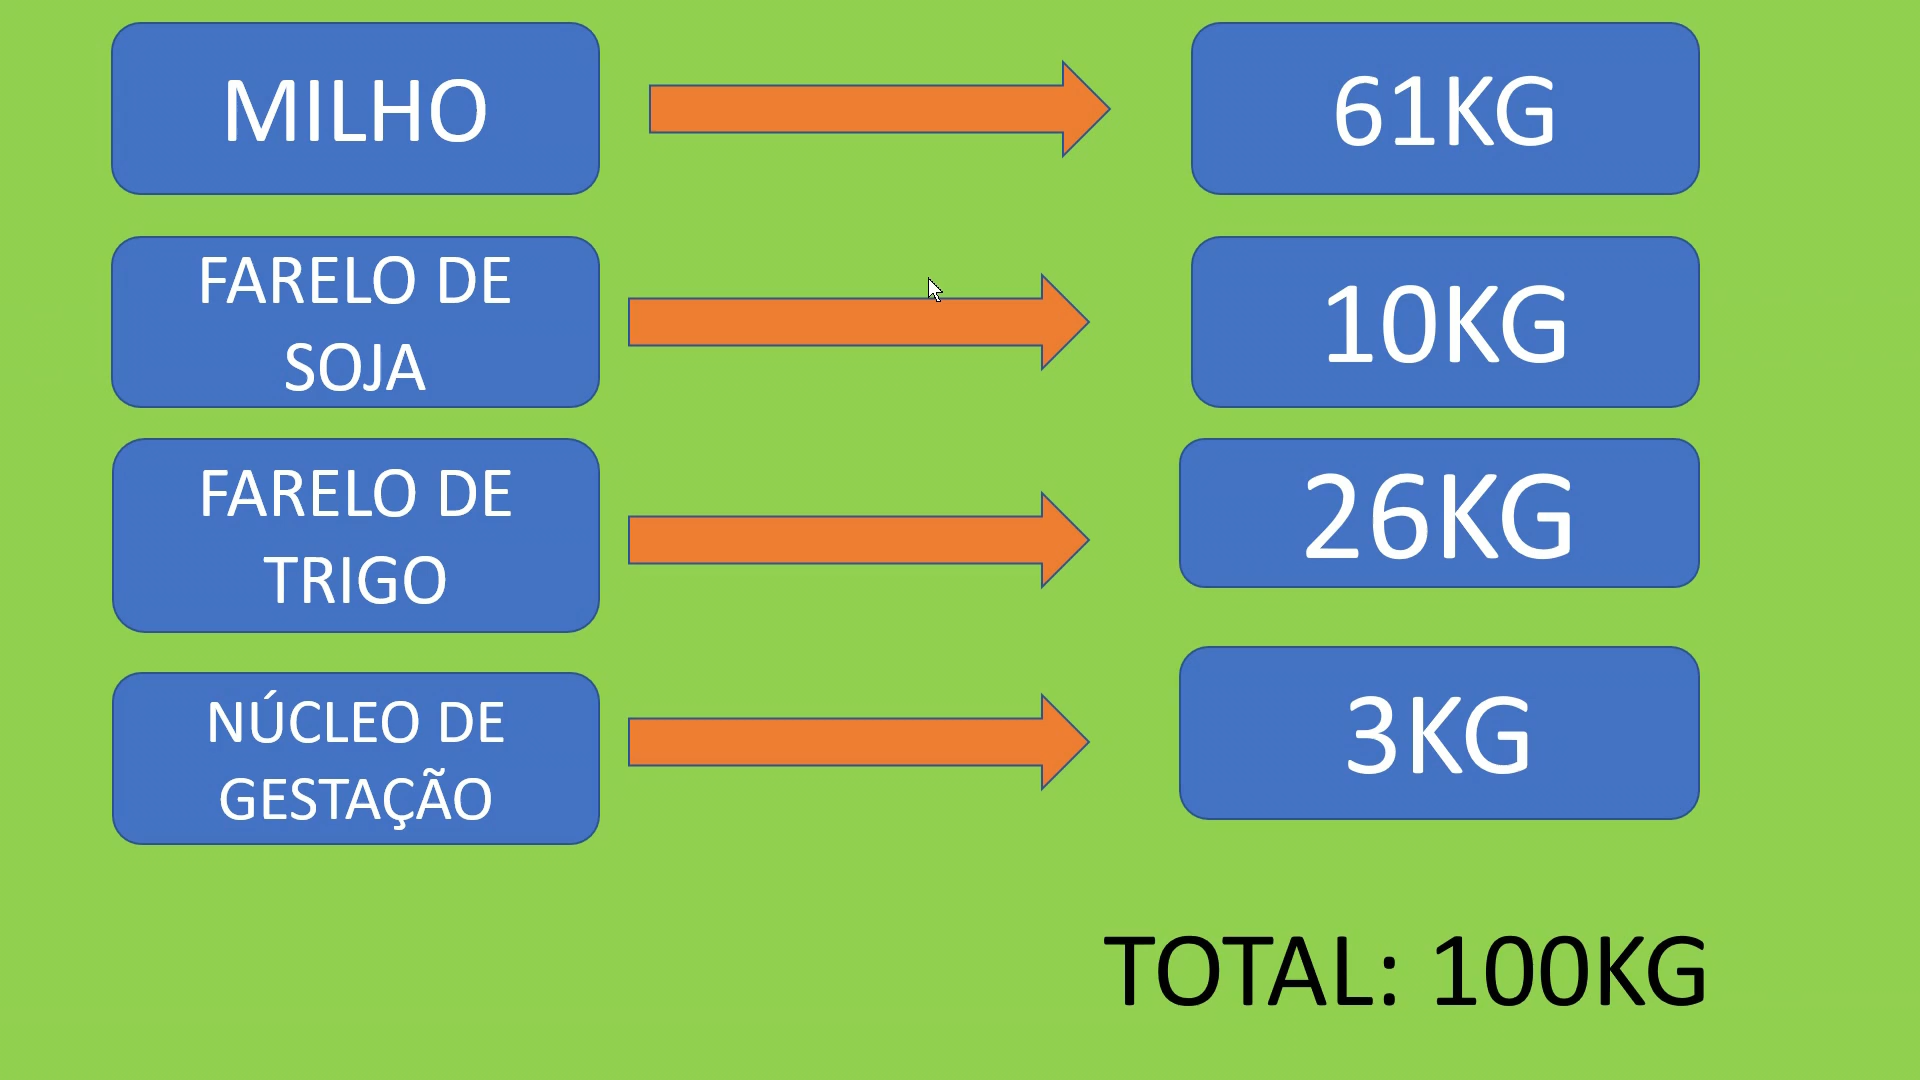 MILHO
61KG
FARELO DE
SOJA
10KG
FARELO DE
TRIGO
26KG
NÚCLEO DE
GESTAÇÃO
3KG
TOTAL: 100KG